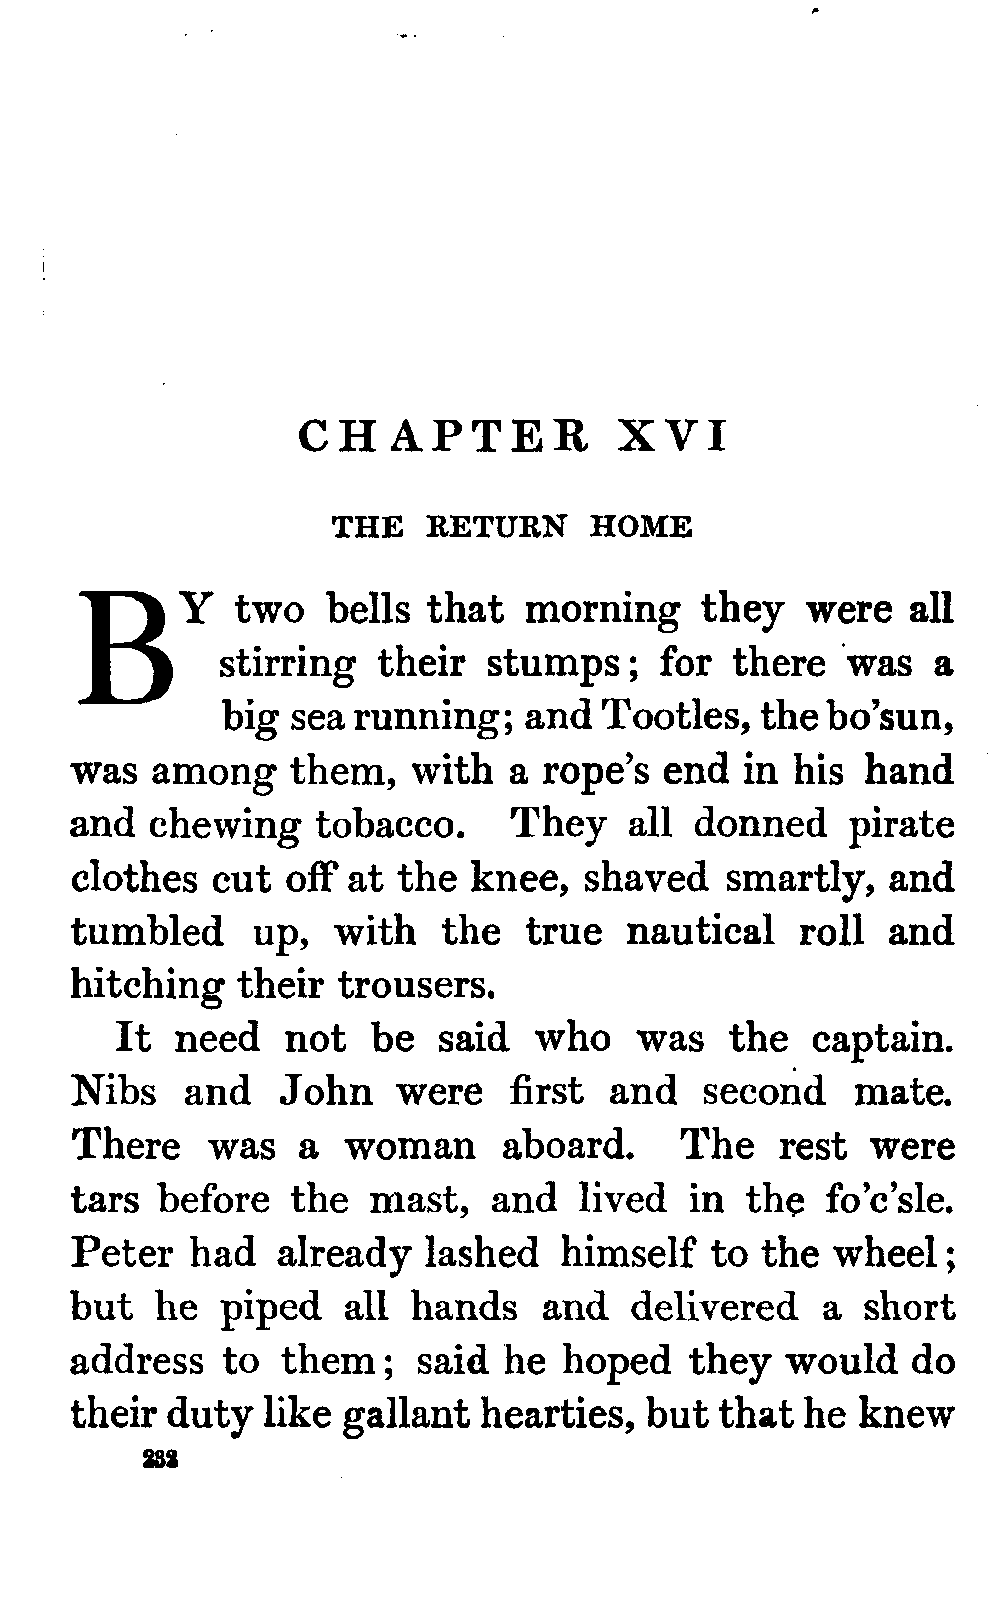 CHAPTER XVI
THE RETURN HOME
BY two bells that morning they were all
stirring their stumps; for there was a
big sea running; and Tootles, the bo'sun,
was among them, with a rope's end in his hand
and chewing tobacco. They all donned pirate
clothes cut off at the knee, shaved smartly, and
tumbled up, with the true nautical roll and
hitching their trousers.
It need not be said who was the captain.
Nibs and John were first and second mate.
There was a woman aboard. The rest were
tars before the mast, and lived in the fo'c'sle.
Peter had already lashed himself to the wheel;
but he piped all hands and delivered a short
address to them; said he hoped they would do
their duty like gallant hearties, but that he knew
232